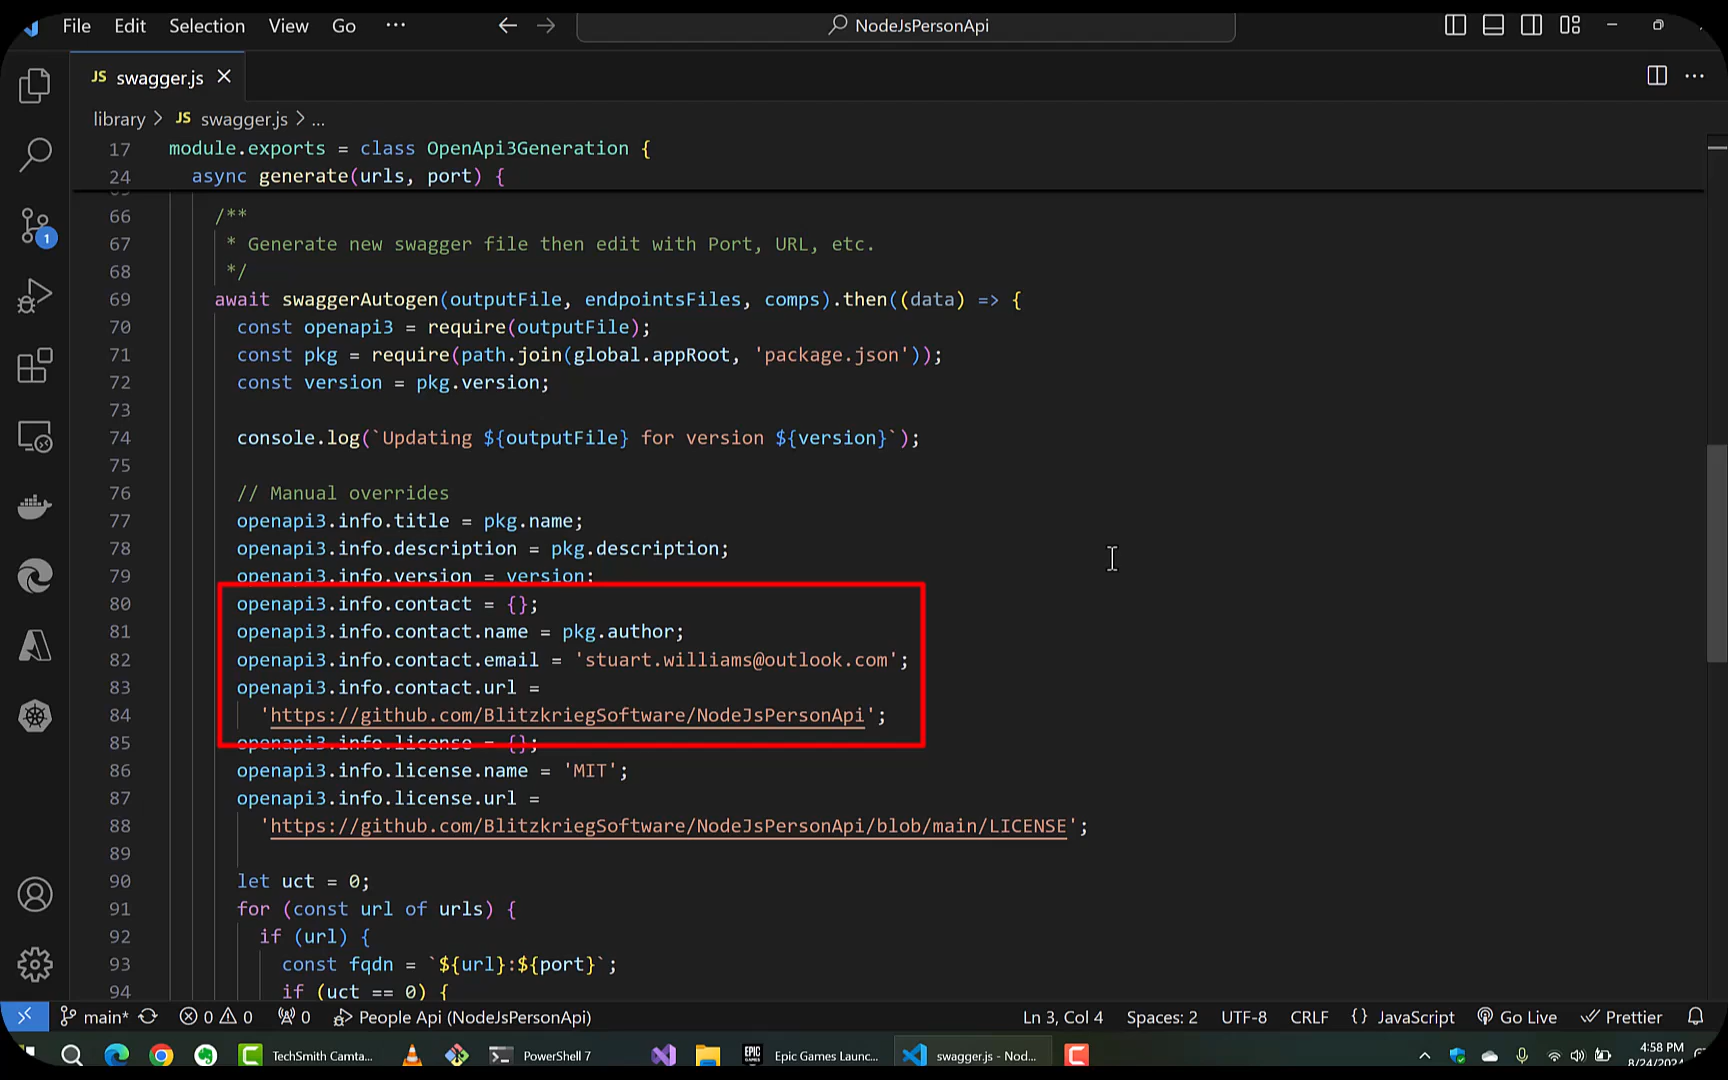 File Edit Selection View Go ··· NodeJsPersonApi
JS swagger.js
library > JS swagger.js > ...
17 module.exports = class OpenApi3Generation {
24 async generate(urls, port) {
66 /**
67 * Generate new swagger file then edit with Port, URL, etc.
68 */
69 await swaggerAutogen(outputFile, endpointsFiles, comps).then((data) => {
70 const openapi3 = require(outputFile);
71 const pkg = require(path.join(global.appRoot, 'package.json'));
72 const version = pkg.version;
73
74 console.log(`Updating ${outputFile} for version ${version}`);
75
76 // Manual overrides
77 openapi3.info.title = pkg.name;
78 openapi3.info.description = pkg.description;
79 openapi3.info.version = version;
80 openapi3.info.contact = {};
81 openapi3.info.contact.name = pkg.author;
82 openapi3.info.contact.email = 'stuart.williams@outlook.com';
83 openapi3.info.contact.url =
84 'https://github.com/BlitzkriegSoftware/NodeJsPersonApi';
85 openapi3.info.license = {};
86 openapi3.info.license.name = 'MIT';
87 openapi3.info.license.url =
88 'https://github.com/BlitzkriegSoftware/NodeJsPersonApi/blob/main/LICENSE';
89
90 let uct = 0;
91 for (const url of urls) {
92 if (url) {
93 const fqdn = `${url}:${port}`;
94 if (uct == 0) {
1
main* 0 0 0 People Api (NodeJsPersonApi) Ln 3, Col 4 Spaces: 2 UTF-8 CRLF {} JavaScript Go Live Prettier
TechSmith Camta... PowerShell 7 EPIC GAMES Epic Games Launc... swagger.js - Nod... 4:58 PM